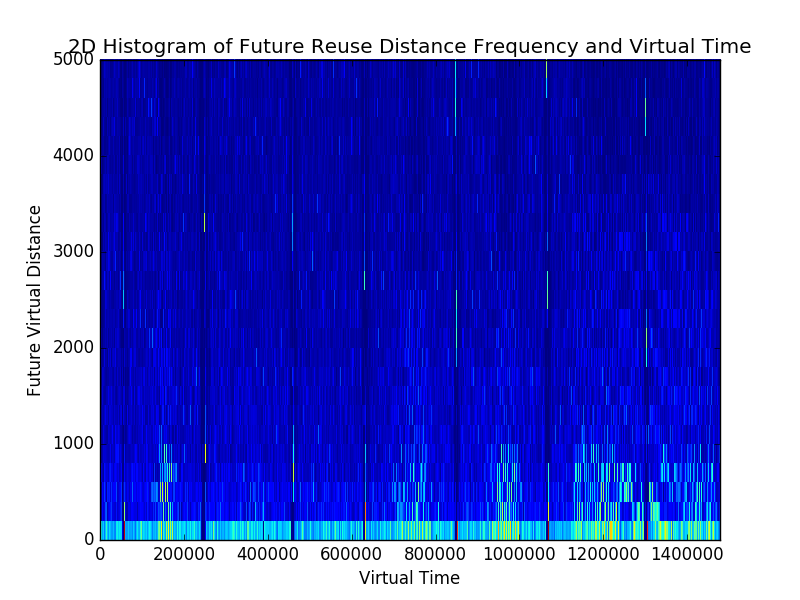 2D Histogram of Future Reuse Distance Frequency and Virtual Time
5000
4000
3000
2000
1000
0
Future Virtual Distance
0 200000 400000 600000 800000 1000000 1200000 1400000
Virtual Time